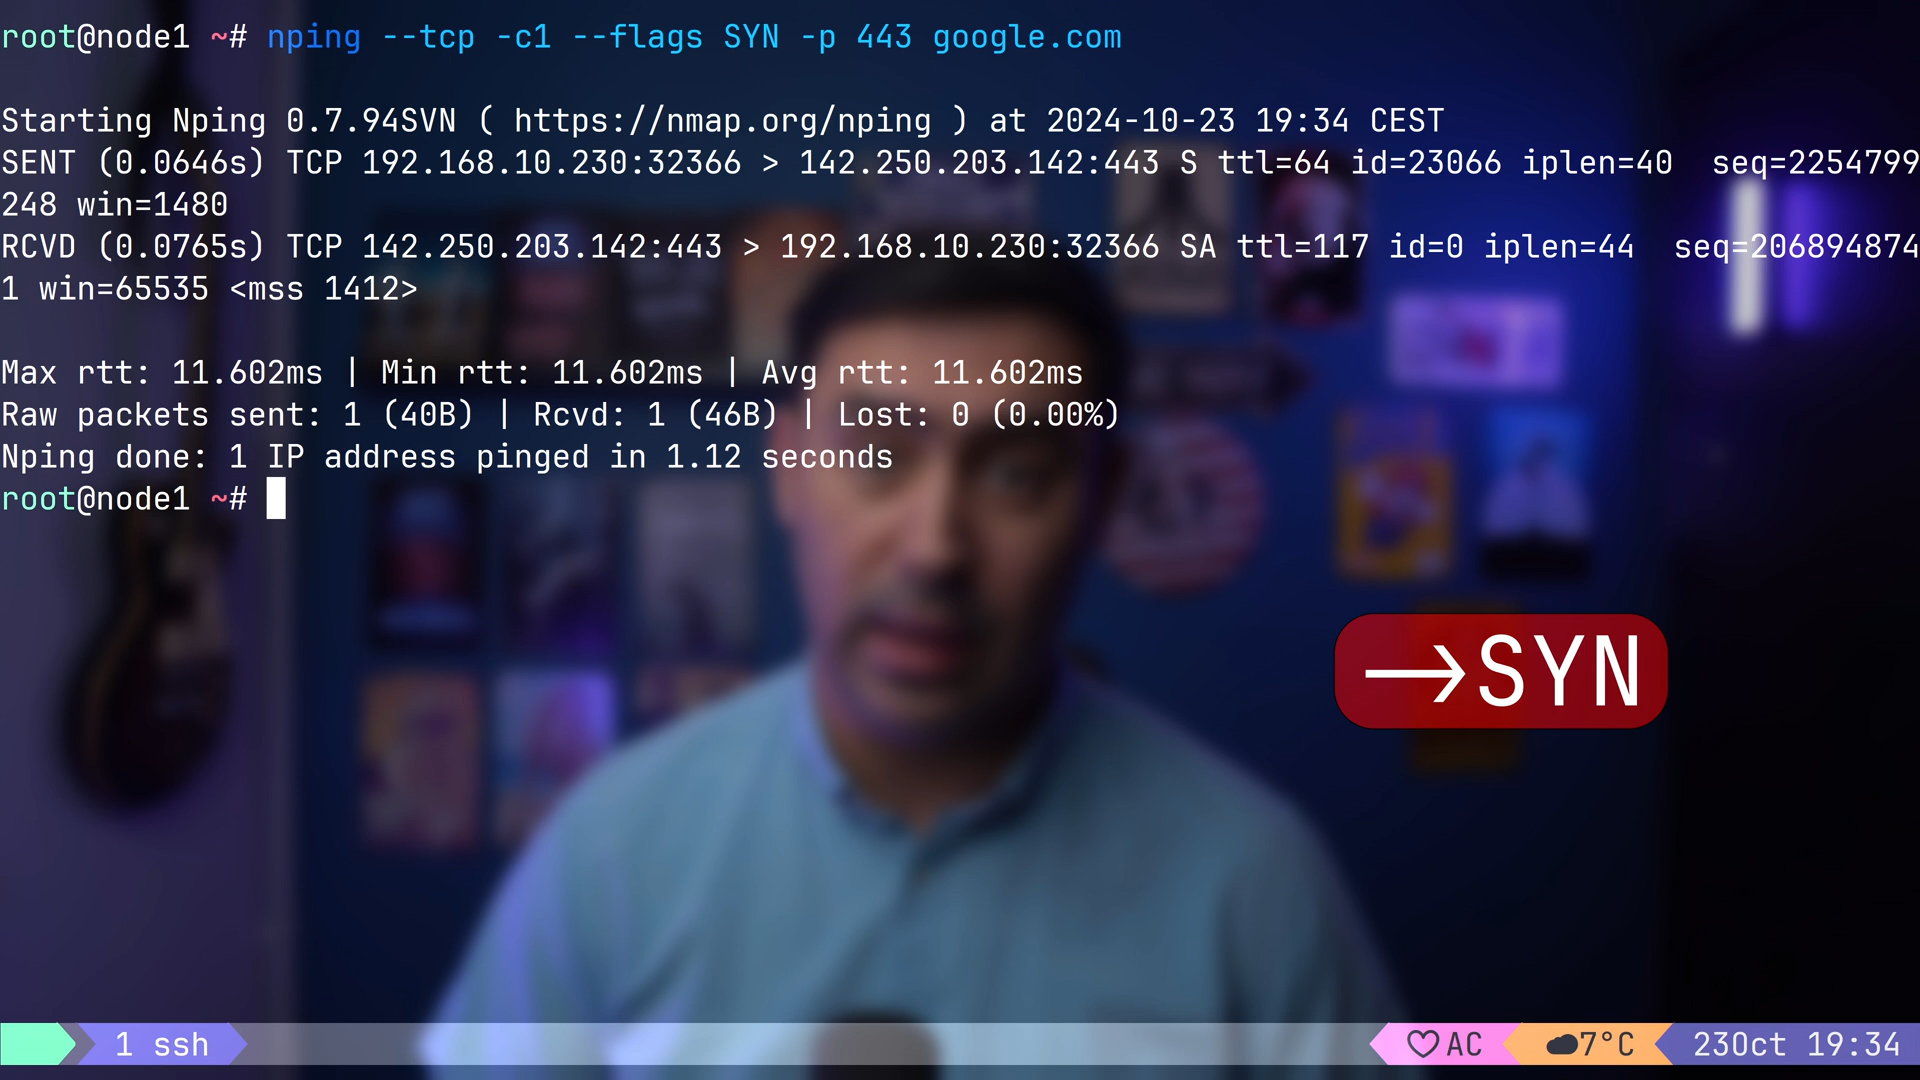 root@node1 ~# nping --tcp -c1 --flags SYN -p 443 google.com
Starting Nping 0.7.94SVN ( https://nmap.org/nping ) at 2024-10-23 19:34 CEST
SENT (0.0646s) TCP 192.168.10.230:32366 > 142.250.203.142:443 S ttl=64 id=23066 iplen=40  seq=2254799
248 win=1480
RCVD (0.0765s) TCP 142.250.203.142:443 > 192.168.10.230:32366 SA ttl=117 id=0 iplen=44  seq=206894874
1 win=65535 <mss 1412>
Max rtt: 11.602ms | Min rtt: 11.602ms | Avg rtt: 11.602ms
Raw packets sent: 1 (40B) | Rcvd: 1 (46B) | Lost: 0 (0.00%)
Nping done: 1 IP address pinged in 1.12 seconds
root@node1 ~#
→SYN
1 ssh
♡ AC
☁7°C
23Oct 19:34